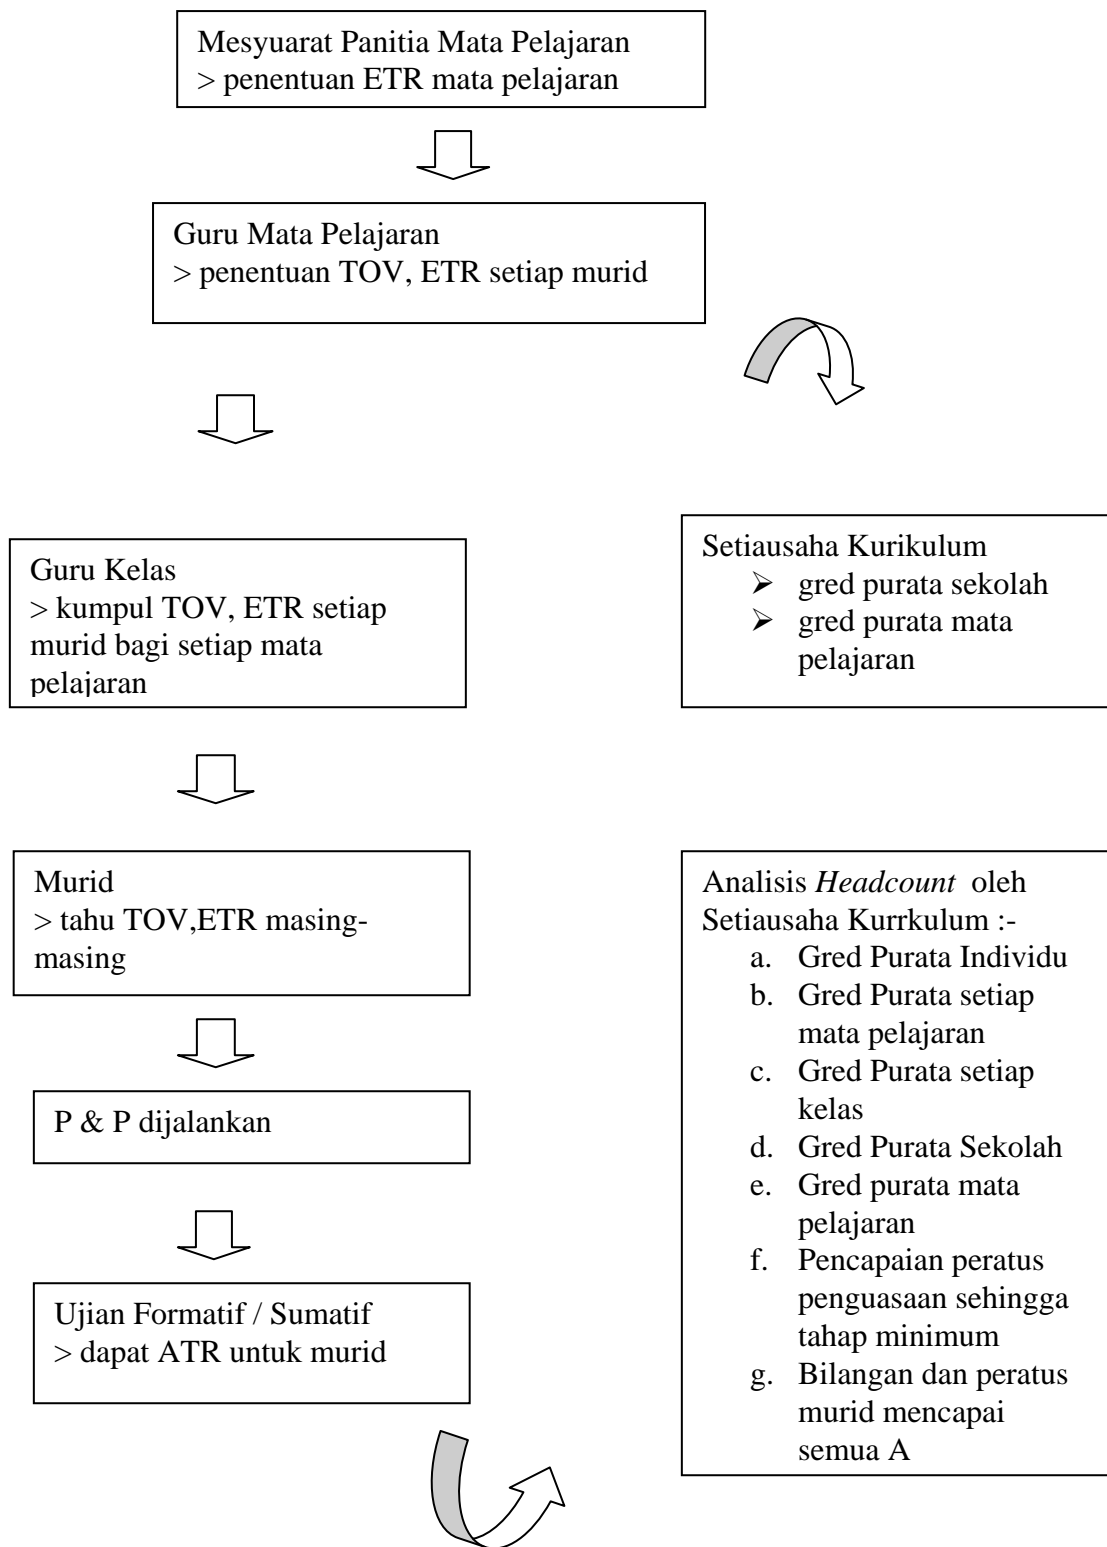 Mesyuarat Panitia Mata Pelajaran
> penentuan ETR mata pelajaran
Guru Mata Pelajaran
> penentuan TOV, ETR setiap murid
Guru Kelas
> kumpul TOV, ETR setiap
murid bagi setiap mata
pelajaran
Setiausaha Kurikulum
➢ gred purata sekolah
➢ gred purata mata
pelajaran
Murid
> tahu TOV,ETR masing-
masing
P & P dijalankan
Ujian Formatif / Sumatif
> dapat ATR untuk murid
Analisis Headcount oleh
Setiausaha Kurrkulum :-
a. Gred Purata Individu
b. Gred Purata setiap
mata pelajaran
c. Gred Purata setiap
kelas
d. Gred Purata Sekolah
e. Gred purata mata
pelajaran
f. Pencapaian peratus
penguasaan sehingga
tahap minimum
g. Bilangan dan peratus
murid mencapai
semua A